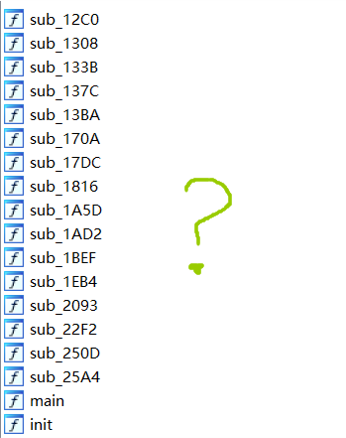 f sub_12C0
f sub_1308
f sub_133B
f sub_137C
f sub_13BA
f sub_170A
f sub_17DC
f sub_1816
f sub_1A5D
f sub_1AD2
f sub_1BEF
f sub_1EB4
f sub_2093
f sub_22F2
f sub_250D
f sub_25A4
f main
f init
?